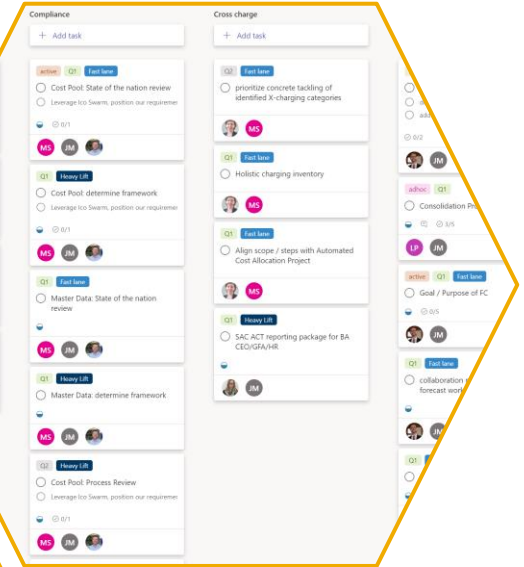 Compliance
+ Add task
active Q1 Fast lane
Cost Pool: State of the nation review
Leverage Ico Swarm, position our requiremer
0/1
MS JM
Q1 Heavy Lift
Cost Pool: determine framework
Leverage Ico Swarm, position our requiremer
0/1
MS JM
Q1 Fast lane
Master Data: State of the nation
review
MS JM
Q1 Heavy Lift
Master Data: determine framework
MS JM
Q2 Heavy Lift
Cost Pool: Process Review
Leverage Ico Swarm, position our requiremer
0/1
MS JM
Cross charge
+ Add task
Q2 Fast lane
prioritize concrete tackling of
identified X-charging categories
MS
Q1 Fast lane
Holistic charging inventory
MS
Q1 Fast lane
Align scope / steps with Automated
Cost Allocation Project
MS
Q1 Heavy Lift
SAC ACT reporting package for BA
CEO/GFA/HR
JM
0/2
JM
adhoc Q1
Consolidation Pro
3/5
LP JM
active Q1 Fast lane
Goal / Purpose of FC
0/5
JM
Q1 Fast lane
collaboration
forecast work
JM
Q1